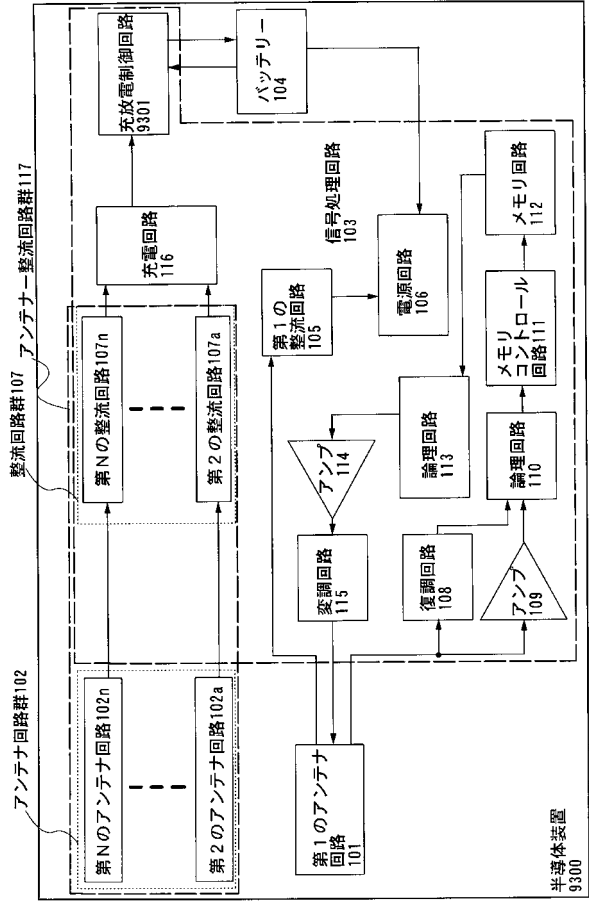 アンテナ回路群102
整流回路群107
アンテナー整流回路群117
第Nのアンテナ回路102n
第2のアンテナ回路102a
第Nの整流回路107n
第2の整流回路107a
充電回路
116
充放電制御回路
9301
バッテリー
104
信号処理回路
103
第1の
整流回路
105
電源回路
106
第1のアンテナ
回路
101
変調回路
115
アンプ
114
論理回路
113
メモリ回路
112
復調回路
108
アンプ
109
論理回路
110
メモリ
コントロール
回路111
半導体装置
9300